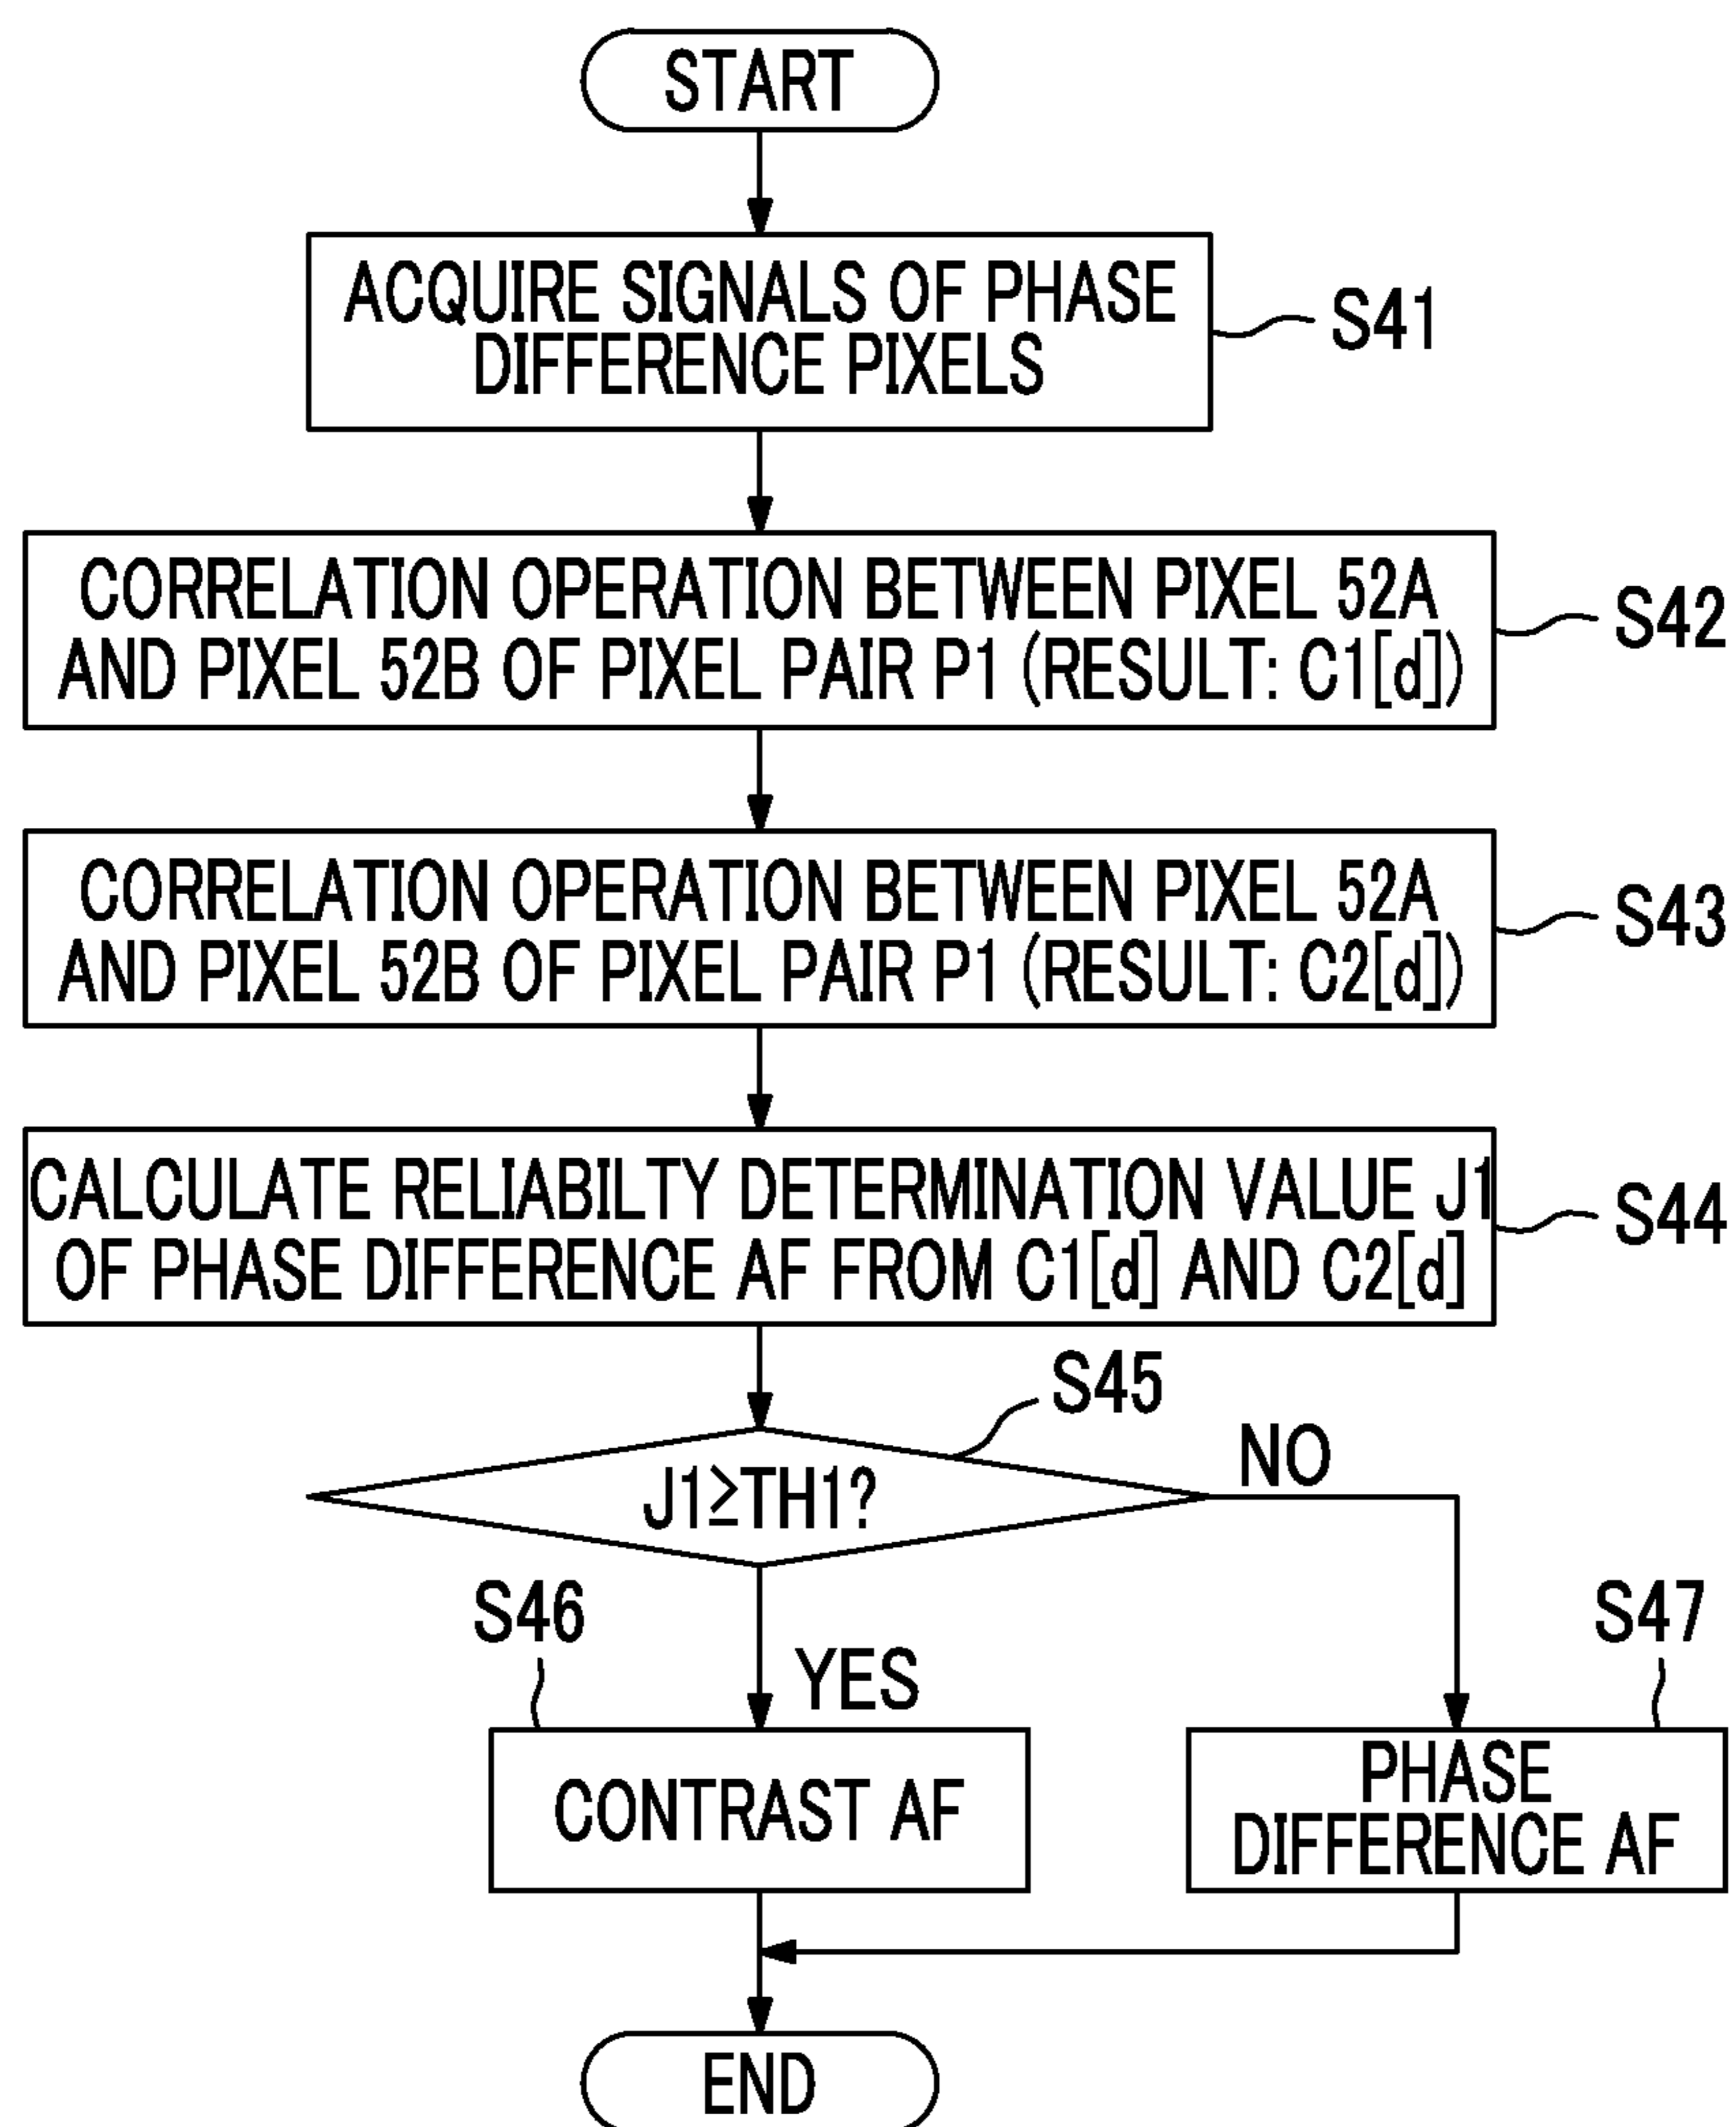 START
ACQUIRE SIGNALS OF PHASE
DIFFERENCE PIXELS
S41
CORRELATION OPERATION BETWEEN PIXEL 52A
AND PIXEL 52B OF PIXEL PAIR P1 (RESULT: C1[d])
S42
CORRELATION OPERATION BETWEEN PIXEL 52A
AND PIXEL 52B OF PIXEL PAIR P1 (RESULT: C2[d])
S43
CALCULATE RELIABILTY DETERMINATION VALUE J1
OF PHASE DIFFERENCE AF FROM C1[d] AND C2[d]
S44
S45
J1≧TH1?
NO
YES
S46
CONTRAST AF
S47
PHASE
DIFFERENCE AF
END